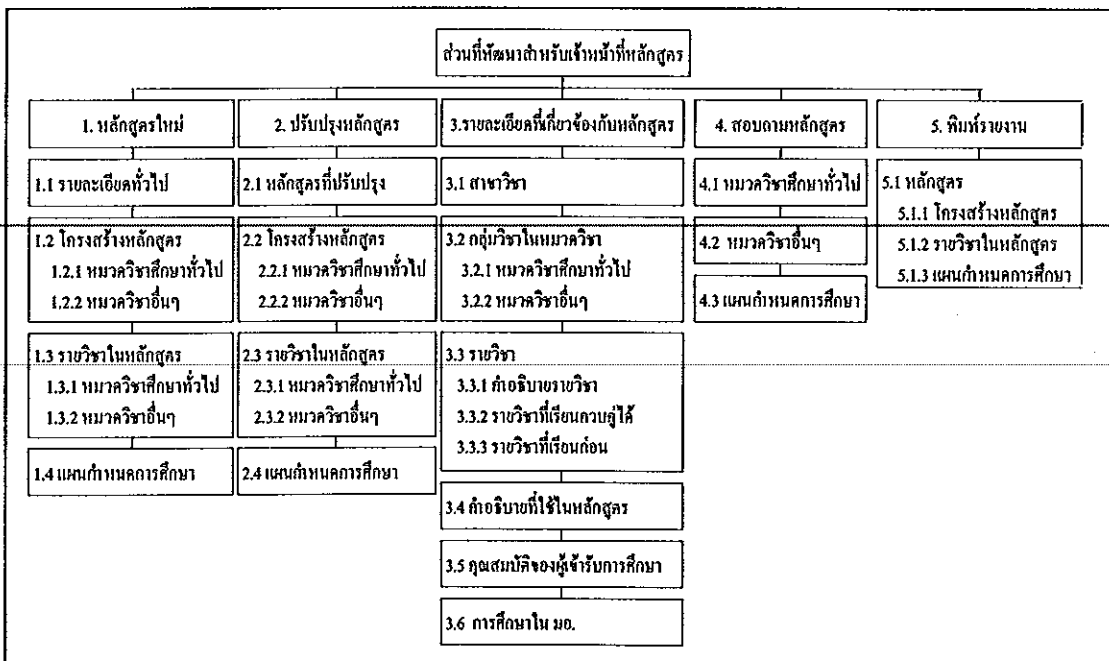 ส่วนที่พัฒนาสำหรับเจ้าหน้าที่หลักสูตร
1. หลักสูตรใหม่
1.1 รายละเอียดทั่วไป
1.2 โครงสร้างหลักสูตร
1.2.1 หมวดวิชาศึกษาทั่วไป
1.2.2 หมวดวิชาอื่นๆ
1.3 รายวิชาในหลักสูตร
1.3.1 หมวดวิชาศึกษาทั่วไป
1.3.2 หมวดวิชาอื่นๆ
1.4 แผนกำหนดการศึกษา
2. ปรับปรุงหลักสูตร
2.1 หลักสูตรที่ปรับปรุง
2.2 โครงสร้างหลักสูตร
2.2.1 หมวดวิชาศึกษาทั่วไป
2.2.2 หมวดวิชาอื่นๆ
2.3 รายวิชาในหลักสูตร
2.3.1 หมวดวิชาศึกษาทั่วไป
2.3.2 หมวดวิชาอื่นๆ
2.4 แผนกำหนดการศึกษา
3.รายละเอียดที่เกี่ยวข้องกับหลักสูตร
3.1 สาขาวิชา
3.2 กลุ่มวิชาในหมวดวิชา
3.2.1 หมวดวิชาศึกษาทั่วไป
3.2.2 หมวดวิชาอื่นๆ
3.3 รายวิชา
3.3.1 คำอธิบายรายวิชา
3.3.2 รายวิชาที่เรียนควบคู่ได้
3.3.3 รายวิชาที่เรียนก่อน
3.4 คำอธิบายที่ใช้ในหลักสูตร
3.5 คุณสมบัติของผู้เข้ารับการศึกษา
3.6 การศึกษาใน มอ.
4. สอบถามหลักสูตร
4.1 หมวดวิชาศึกษาทั่วไป
4.2 หมวดวิชาอื่นๆ
4.3 แผนกำหนดการศึกษา
5. พิมพ์รายงาน
5.1 หลักสูตร
5.1.1 โครงสร้างหลักสูตร
5.1.2 รายวิชาในหลักสูตร
5.1.3 แผนกำหนดการศึกษา